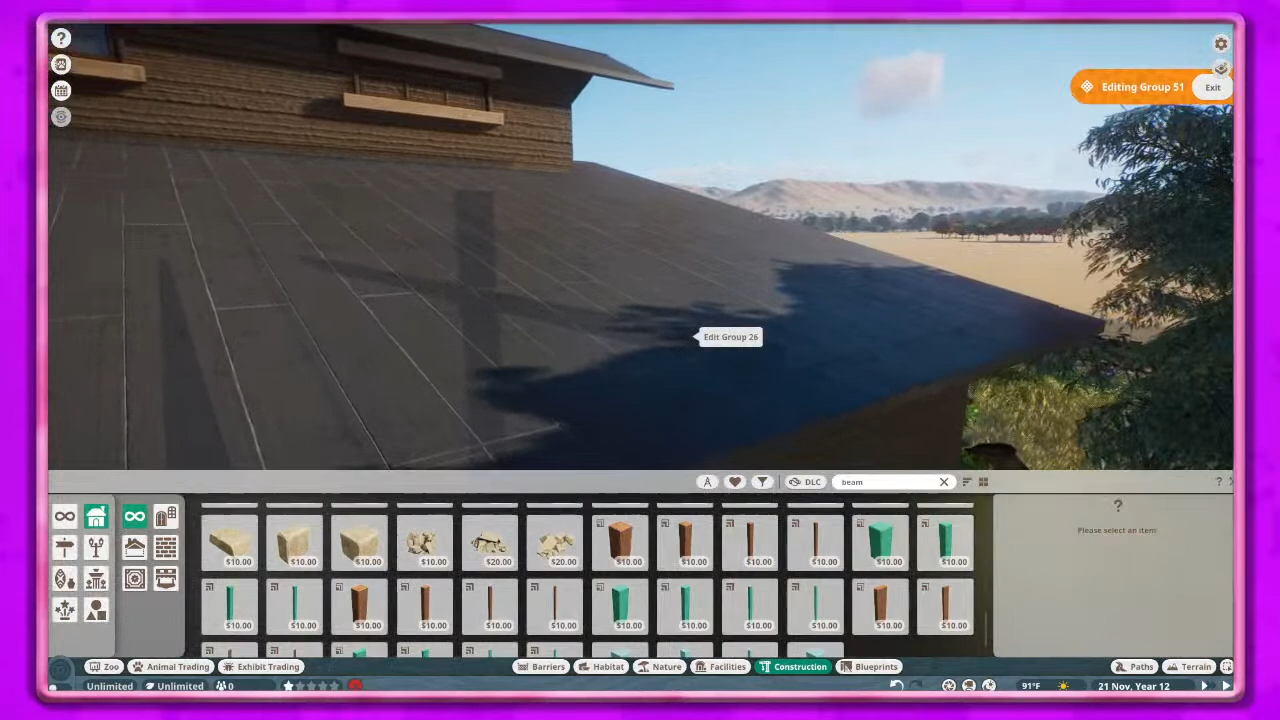 ?
Editing Group 51
Exit
Edit Group 26
DLC
beam
?
$10.00 $10.00 $10.00 $10.00 $20.00 $20.00 $10.00 $10.00 $10.00 $10.00 $10.00 $10.00
$10.00 $10.00 $10.00 $10.00 $10.00 $10.00 $10.00 $10.00 $10.00 $10.00 $10.00 $10.00
?
Please select an item
Zoo
Animal Trading
Exhibit Trading
Barriers
Habitat
Nature
Facilities
Construction
Blueprints
Paths
Terrain
Unlimited
Unlimited
0
91°F
21 Nov, Year 12